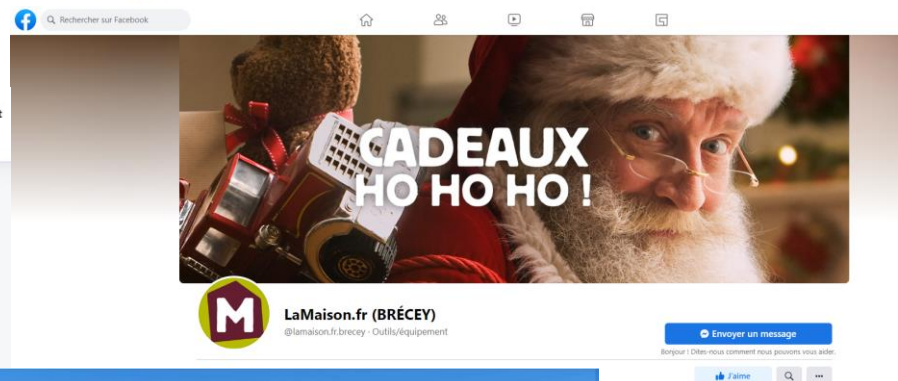 Rechercher sur Facebook
CADEAUX
HO HO HO !
M
LaMaison.fr (BRÉCEY)
@lamaison.fr.brecey · Outils/équipement
Envoyer un message
Bonjour ! Dites-nous comment nous pouvons vous aider.
J'aime